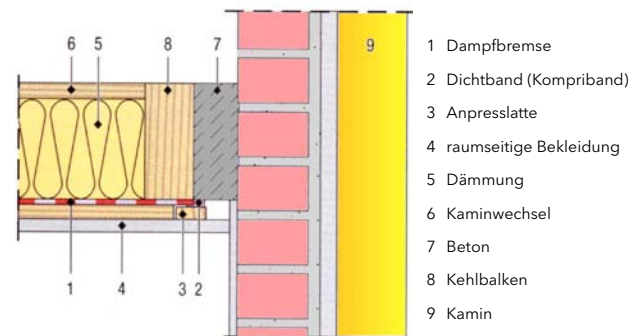 6 5 8 7 9
1 4 3 2
1 Dampfbremse
2 Dichtband (Kompriband)
3 Anpresslatte
4 raumseitige Bekleidung
5 Dämmung
6 Kaminwechsel
7 Beton
8 Kehlbalken
9 Kamin